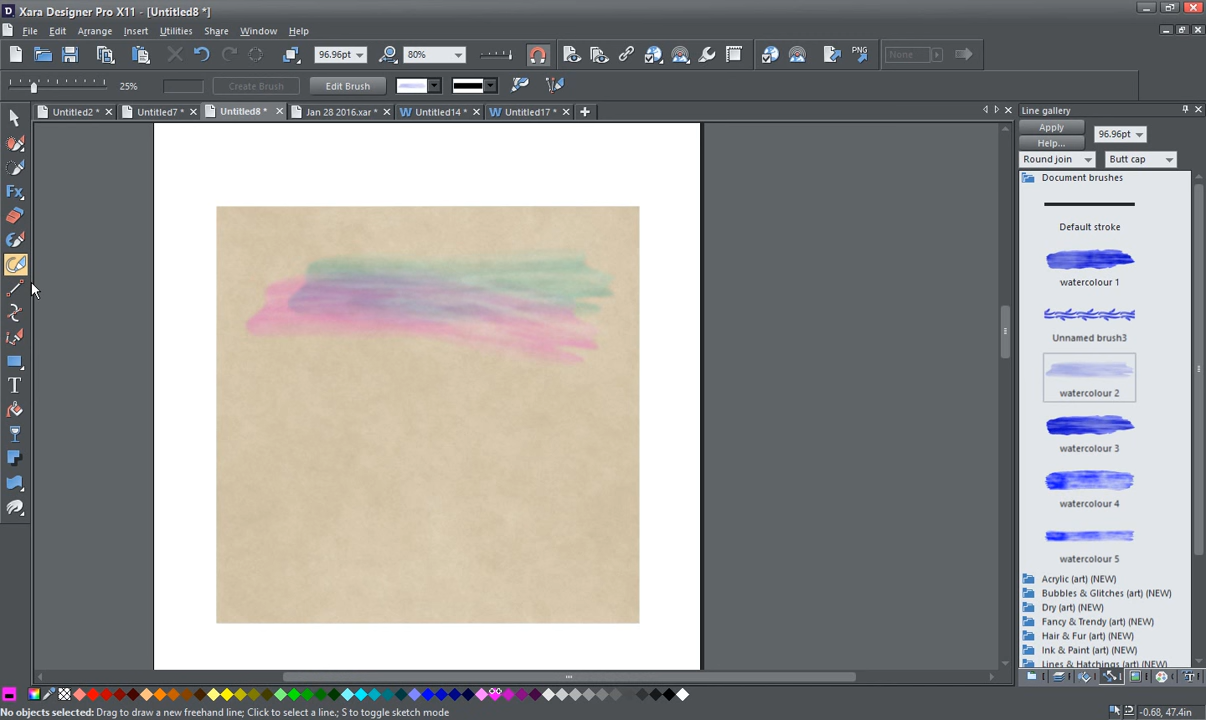 Xara Designer Pro X11 - [Untitled8 *]
File Edit Arrange Insert Utilities Share Window Help
96.96pt 80% PNG None
25% Create Brush Edit Brush
Untitled2 * Untitled7 * Untitled8 * Jan 28 2016.xar * Untitled14 * Untitled17 *
Line gallery
Apply
Help...
96.96pt
Round join Butt cap
Document brushes
Default stroke
watercolour 1
Unnamed brush3
watercolour 2
watercolour 3
watercolour 4
watercolour 5
Acrylic (art) (NEW)
Bubbles & Glitches (art) (NEW)
Dry (art) (NEW)
Fancy & Trendy (art) (NEW)
Hair & Fur (art) (NEW)
Ink & Paint (art) (NEW)
Lines & Hatchings (art) (NEW)
No objects selected: Drag to draw a new freehand line; Click to select a line.; S to toggle sketch mode
-0.68, 47.4in